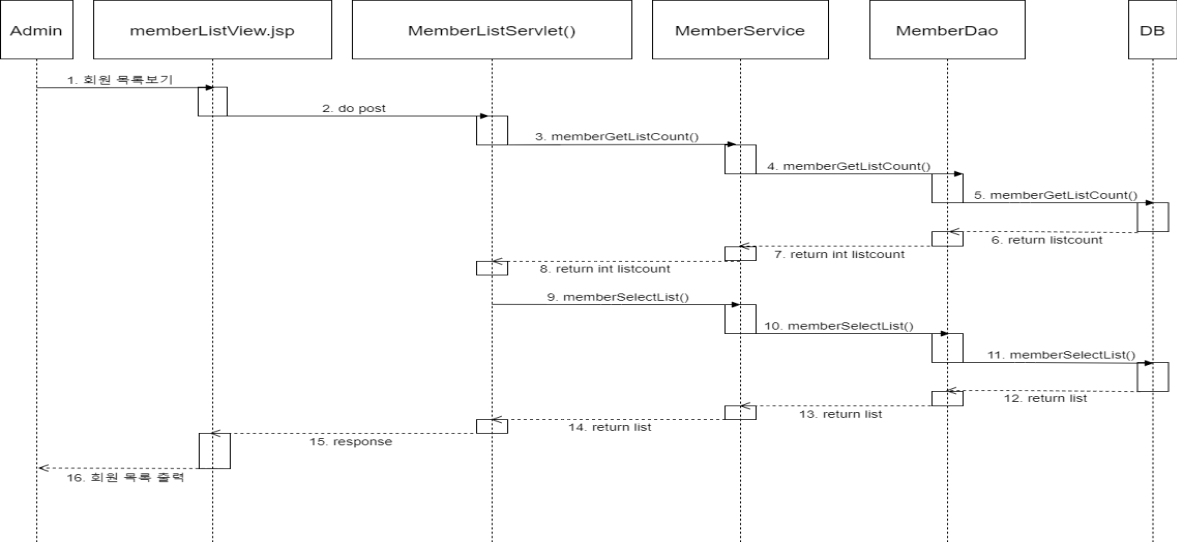 Admin
memberListView.jsp
MemberListServlet()
MemberService
MemberDao
DB
1. 회원 목록보기
2. do post
3. memberGetListCount()
4. memberGetListCount()
5. memberGetListCount()
6. return listcount
7. return int listcount
8. return int listcount
9. memberSelectList()
10. memberSelectList()
11. memberSelectList()
12. return list
13. return list
14. return list
15. response
16. 회원 목록 출력